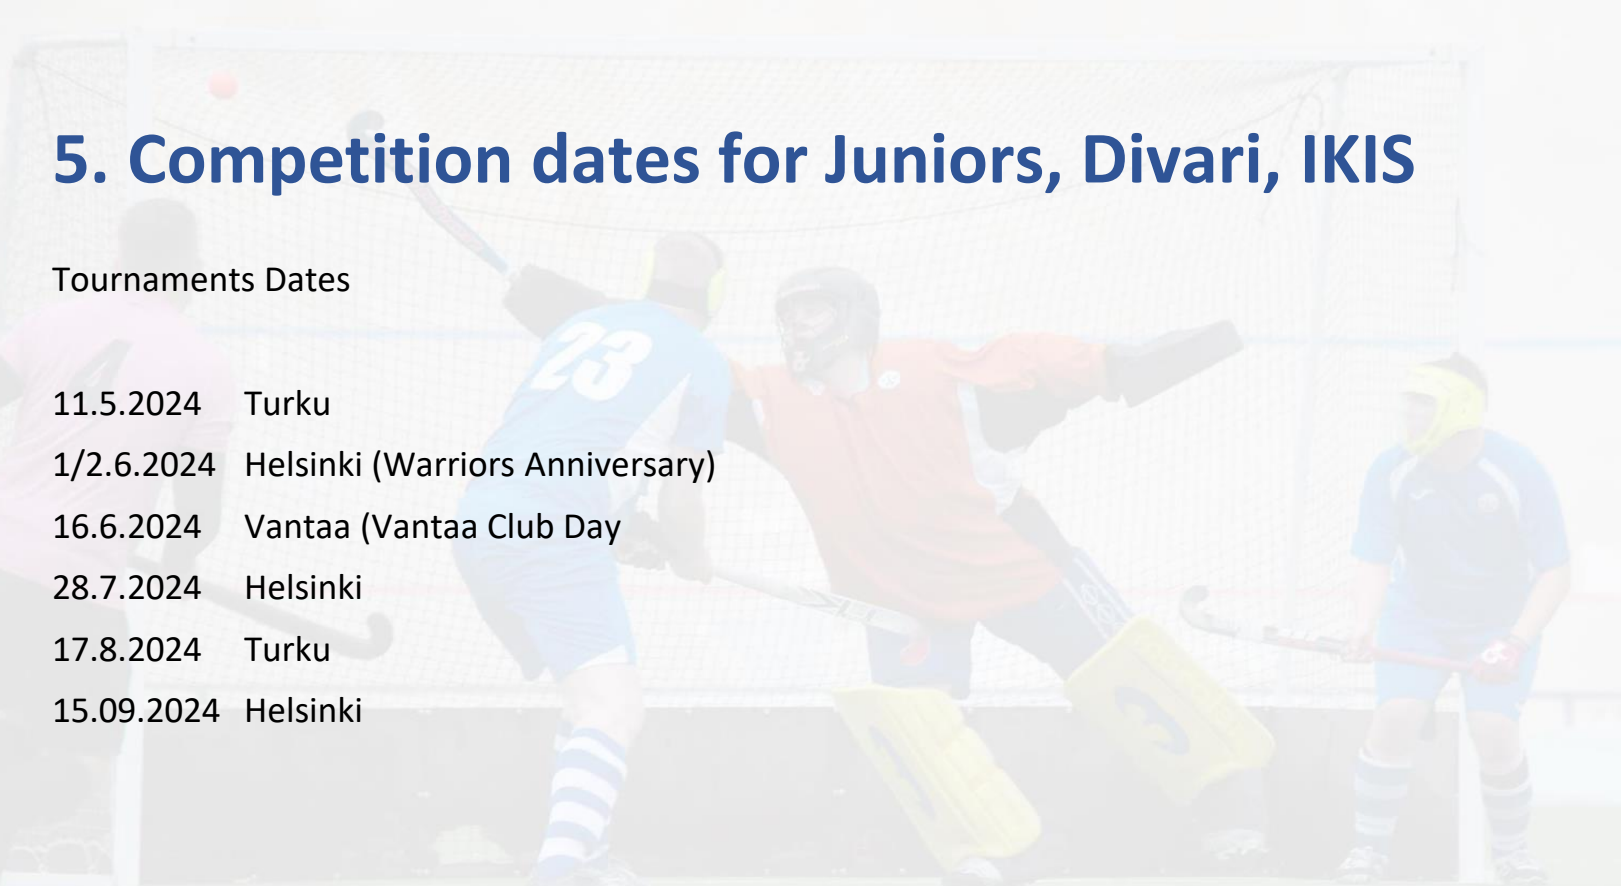 5. Competition dates for Juniors, Divari, IKIS
Tournaments Dates
11.5.2024 Turku
1/2.6.2024 Helsinki (Warriors Anniversary)
16.6.2024 Vantaa (Vantaa Club Day
28.7.2024 Helsinki
17.8.2024 Turku
15.09.2024 Helsinki
23